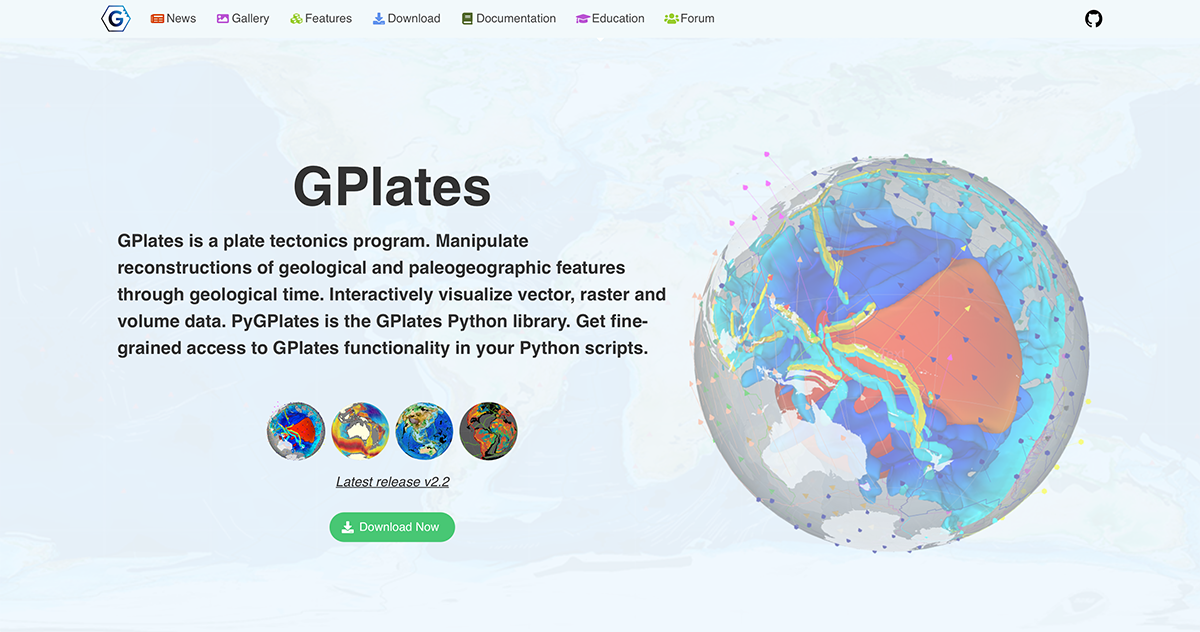 G News Gallery Features Download Documentation Education Forum
GPlates
GPlates is a plate tectonics program. Manipulate
reconstructions of geological and paleogeographic features
through geological time. Interactively visualize vector, raster and
volume data. PyGPlates is the GPlates Python library. Get fine-
grained access to GPlates functionality in your Python scripts.
Latest release v2.2
Download Now